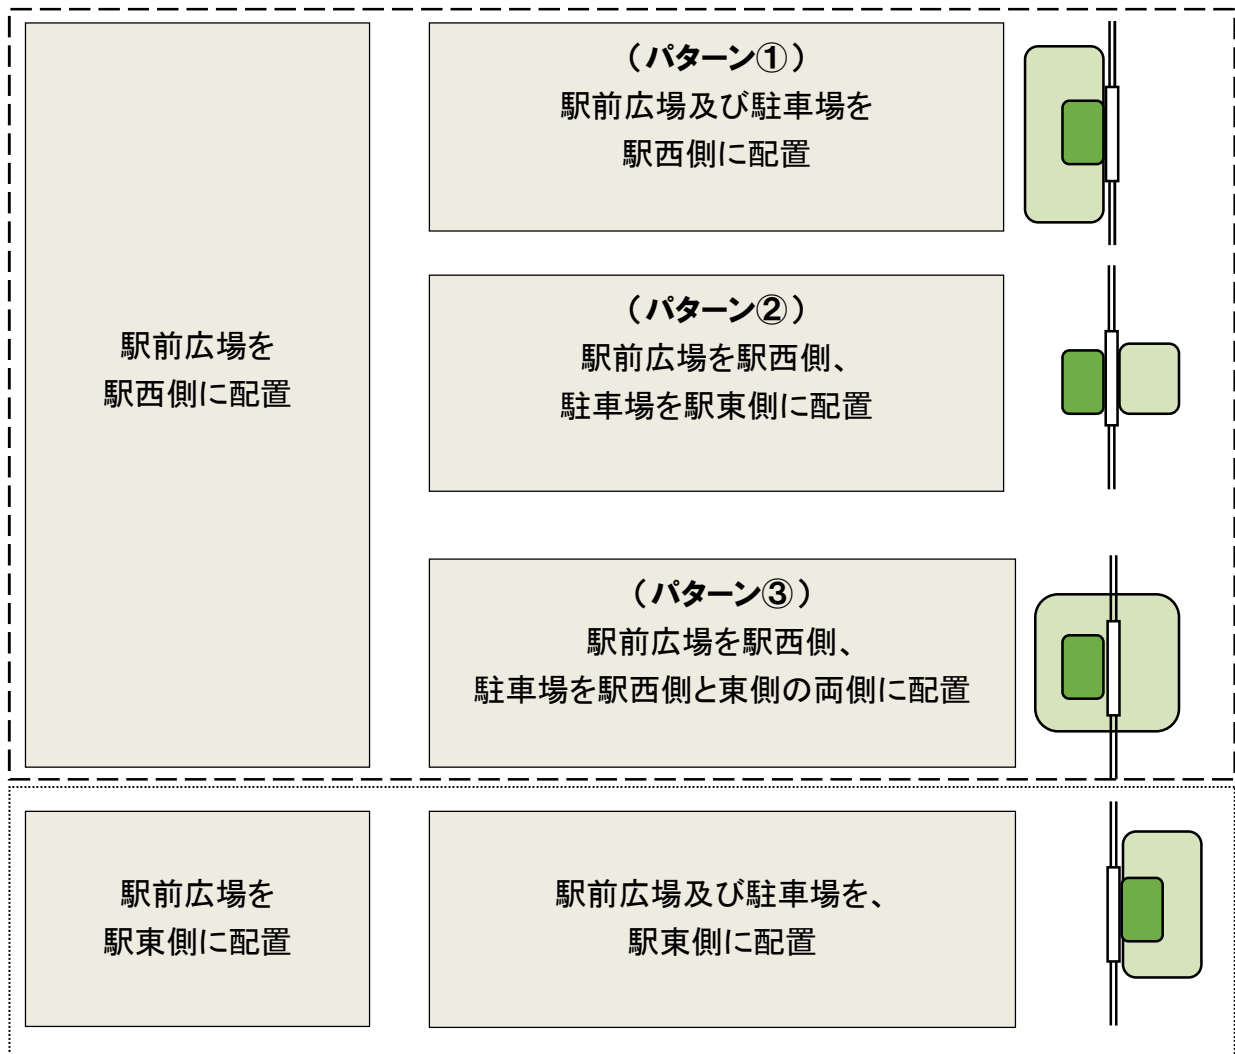 駅前広場を
駅西側に配置
（パターン①）
駅前広場及び駐車場を
駅西側に配置
（パターン②）
駅前広場を駅西側、
駐車場を駅東側に配置
（パターン③）
駅前広場を駅西側、
駐車場を駅西側と東側の両側に配置
駅前広場を
駅東側に配置
駅前広場及び駐車場を、
駅東側に配置